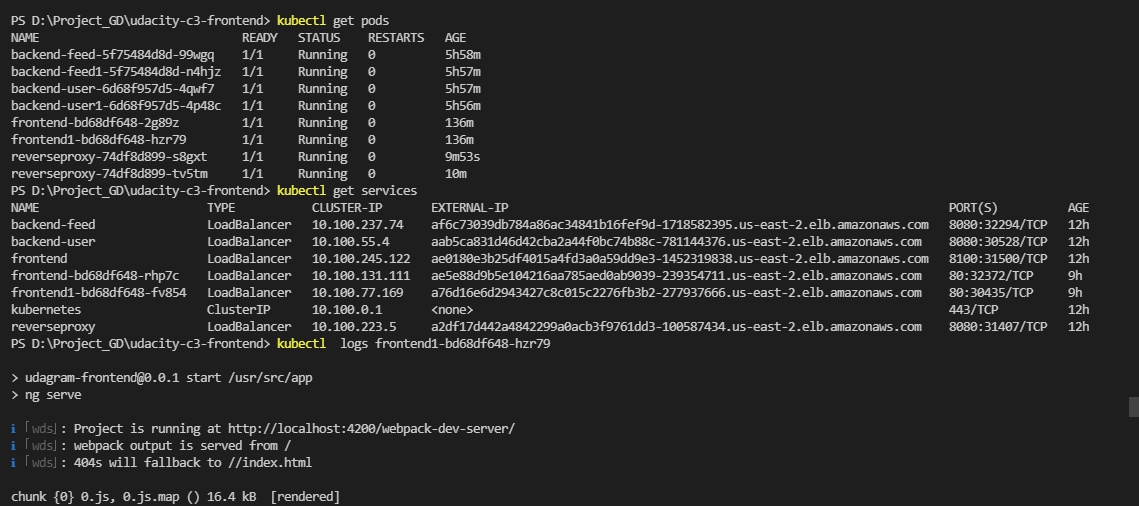 PS D:\Project_GD\udacity-c3-frontend> kubectl get pods
NAME READY STATUS RESTARTS AGE
backend-feed-5f75484d8d-99wgq 1/1 Running 0 5h58m
backend-feed1-5f75484d8d-n4hjz 1/1 Running 0 5h57m
backend-user-6d68f957d5-4qwf7 1/1 Running 0 5h57m
backend-user1-6d68f957d5-4p48c 1/1 Running 0 5h56m
frontend-bd68df648-2g89z 1/1 Running 0 136m
frontend1-bd68df648-hzr79 1/1 Running 0 136m
reverseproxy-74df8d899-s8gxt 1/1 Running 0 9m53s
reverseproxy-74df8d899-tv5tm 1/1 Running 0 10m
PS D:\Project_GD\udacity-c3-frontend> kubectl get services
NAME TYPE CLUSTER-IP EXTERNAL-IP PORT(S) AGE
backend-feed LoadBalancer 10.100.237.74 af6c73039db784a86ac34841b16fef9d-1718582395.us-east-2.elb.amazonaws.com 8080:32294/TCP 12h
backend-user LoadBalancer 10.100.55.4 aab5ca831d46d42cba2a44f0bc74b88c-781144376.us-east-2.elb.amazonaws.com 8080:30528/TCP 12h
frontend LoadBalancer 10.100.245.122 ae0180e3b25df4015a4fd3a0a59dd9e3-1452319838.us-east-2.elb.amazonaws.com 8100:31500/TCP 12h
frontend-bd68df648-rhp7c LoadBalancer 10.100.131.111 ae5e88d9b5e104216aa785aed0ab9039-239354711.us-east-2.elb.amazonaws.com 80:32372/TCP 9h
frontend1-bd68df648-fv854 LoadBalancer 10.100.77.169 a76d16e6d2943427c8c015c2276fb3b2-277937666.us-east-2.elb.amazonaws.com 80:30435/TCP 9h
kubernetes ClusterIP 10.100.0.1 <none> 443/TCP 12h
reverseproxy LoadBalancer 10.100.223.5 a2df17d442a4842299a0acb3f9761dd3-100587434.us-east-2.elb.amazonaws.com 8080:31407/TCP 12h
PS D:\Project_GD\udacity-c3-frontend> kubectl  logs frontend1-bd68df648-hzr79
> udagram-frontend@0.0.1 start /usr/src/app
> ng serve
i ｢wds｣: Project is running at http://localhost:4200/webpack-dev-server/
i ｢wds｣: webpack output is served from /
i ｢wds｣: 404s will fallback to //index.html
chunk {0} 0.js, 0.js.map () 16.4 kB  [rendered]